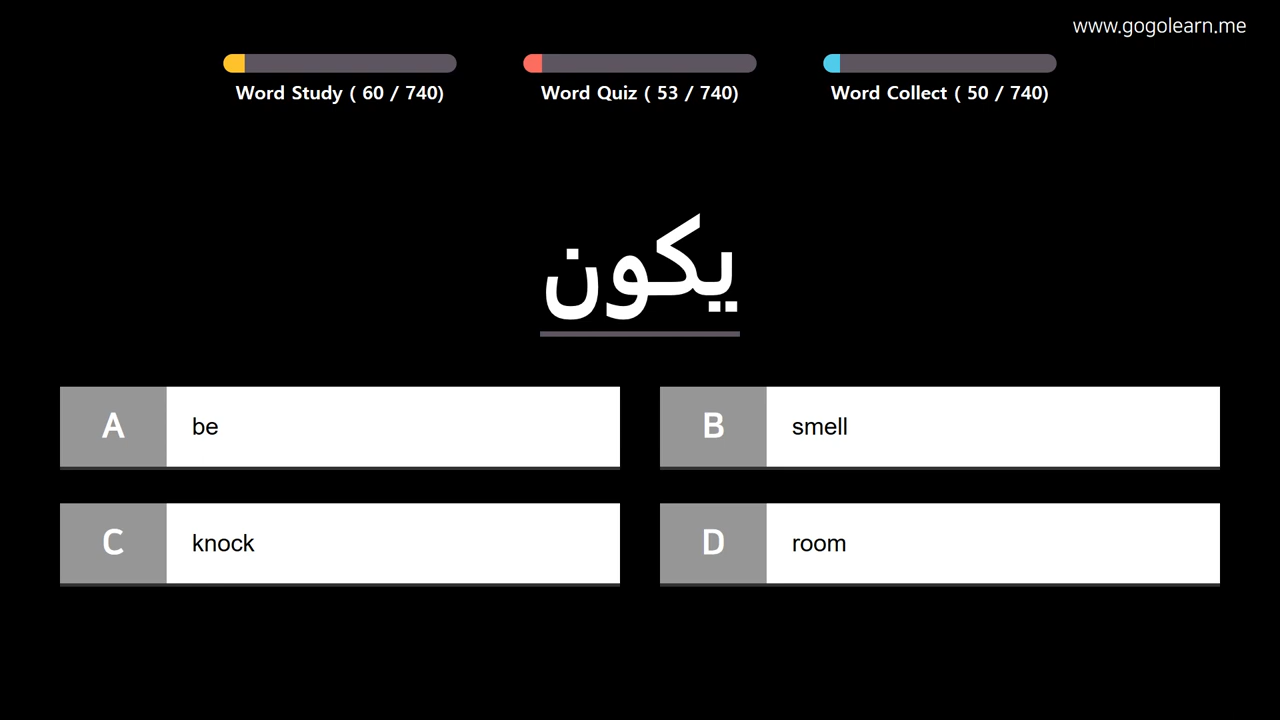 www.gogolearn.me
Word Study ( 60 / 740)
Word Quiz ( 53 / 740)
Word Collect ( 50 / 740)
يكون
A be
B smell
C knock
D room